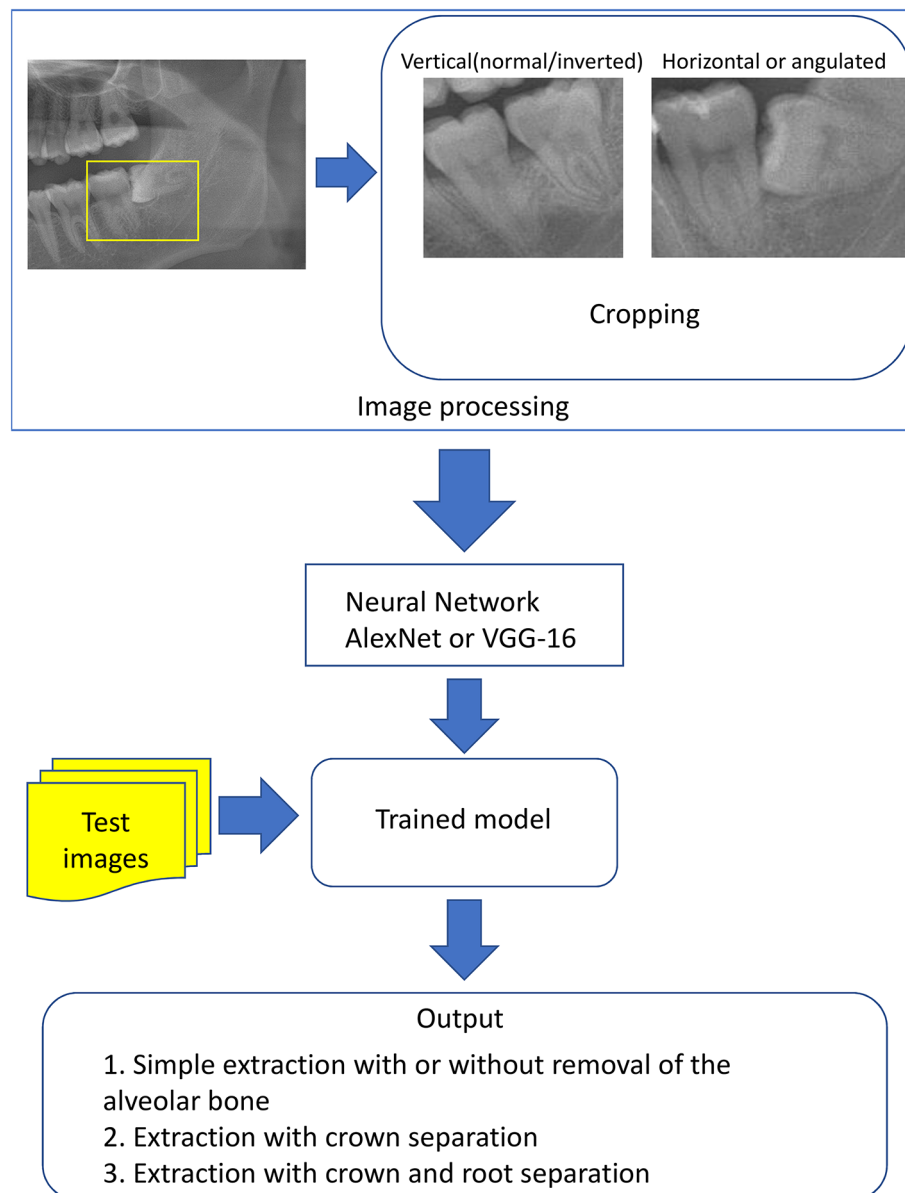 Vertical(normal/inverted)
Horizontal or angulated
Cropping
Image processing
Neural Network
AlexNet or VGG-16
Test
images
Trained model
Output
1. Simple extraction with or without removal of the
alveolar bone
2. Extraction with crown separation
3. Extraction with crown and root separation